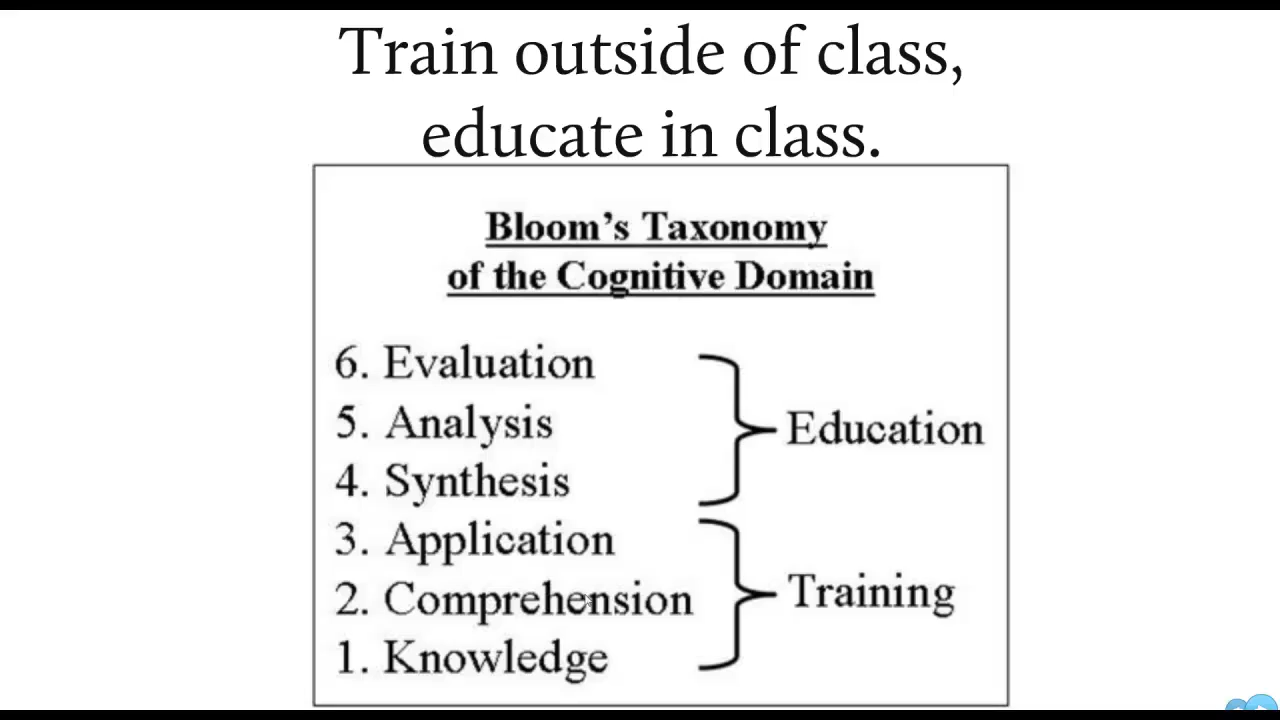 Train outside of class,
educate in class.
Bloom's Taxonomy
of the Cognitive Domain
6. Evaluation
5. Analysis
4. Synthesis
Education
3. Application
2. Comprehension
1. Knowledge
Training